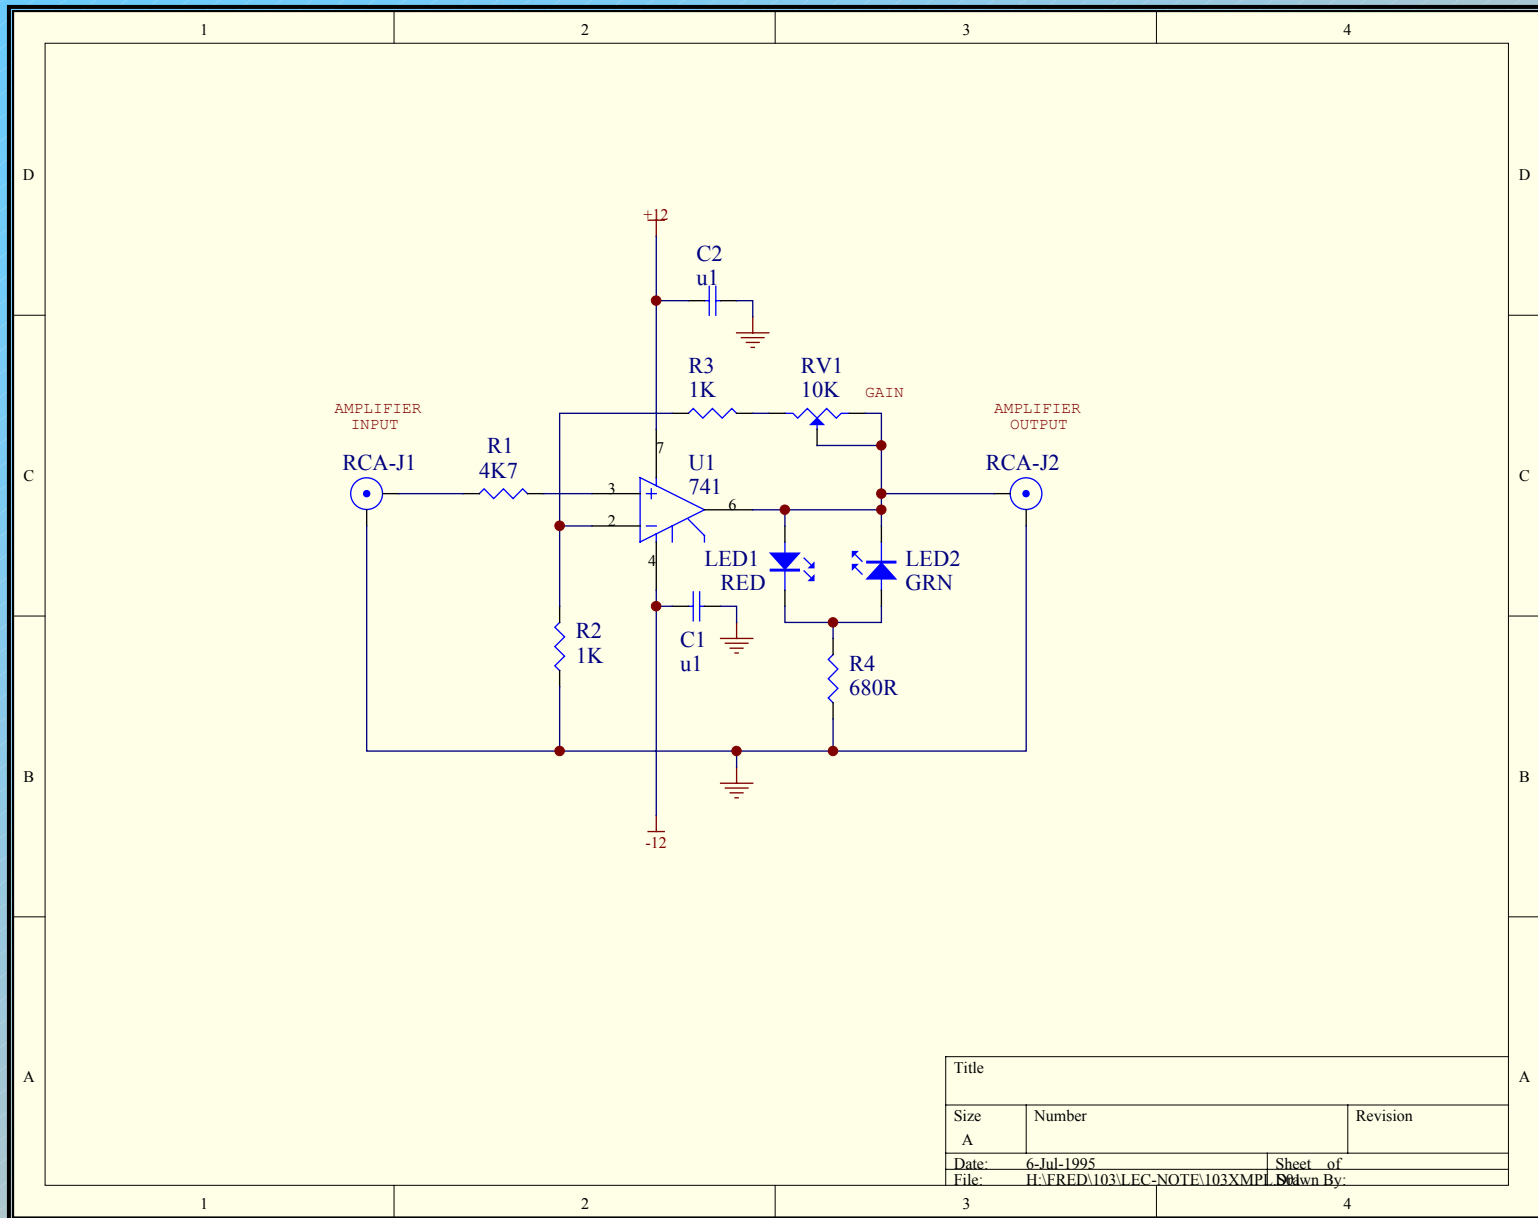 1 2 3 4
D D
+12
C2
u1
R3
1K
RV1
10K
GAIN
AMPLIFIER
INPUT
AMPLIFIER
OUTPUT
7
R1
4K7
RCA-J1
U1
741
RCA-J2
C C
3
+
2
−
6
4
LED1
RED
LED2
GRN
R2
1K
C1
u1
R4
680R
B B
-12
A A
Title
Size Number Revision
A
Date: 6-Jul-1995 Sheet of
File: H:\FRED\103\LEC-NOTE\103XMPL Drawn By:
1 2 3 4